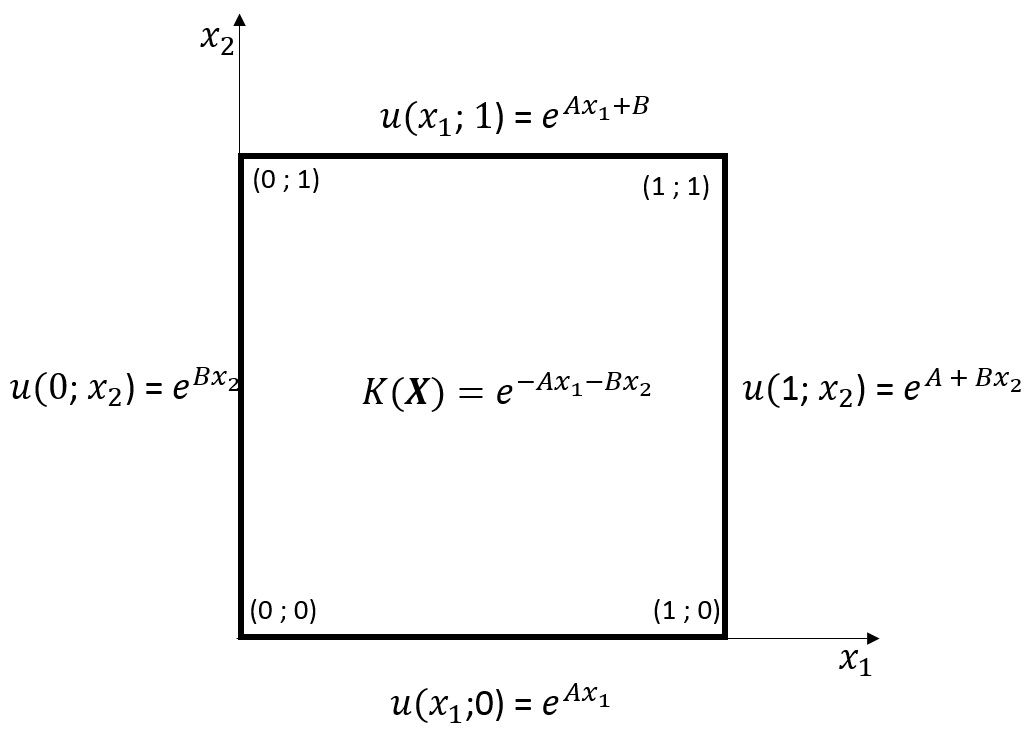 x₂
u(x₁; 1) = e^{Ax₁+B}
(0 ; 1)
(1 ; 1)
u(0; x₂) = e^{Bx₂}
K(X) = e^{−Ax₁−Bx₂}
u(1; x₂) = e^{A + Bx₂}
(0 ; 0)
(1 ; 0)
x₁
u(x₁;0) = e^{Ax₁}